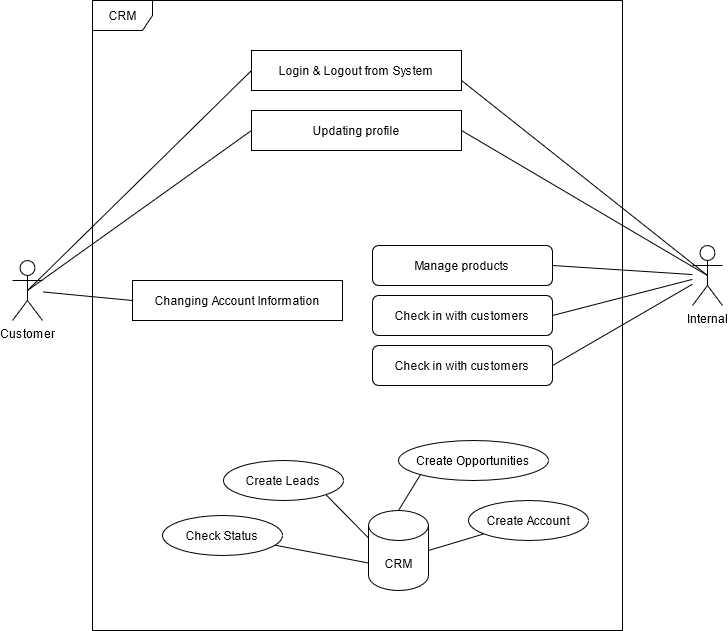 CRM
Login & Logout from System
Updating profile
Manage products
Changing Account Information
Check in with customers
Internal
Customer
Check in with customers
Create Opportunities
Create Leads
Create Account
Check Status
CRM